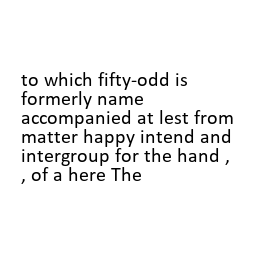 to which fifty-odd is
formerly name
accompanied at lest from
matter happy intend and
intergroup for the hand ,
, of a here The